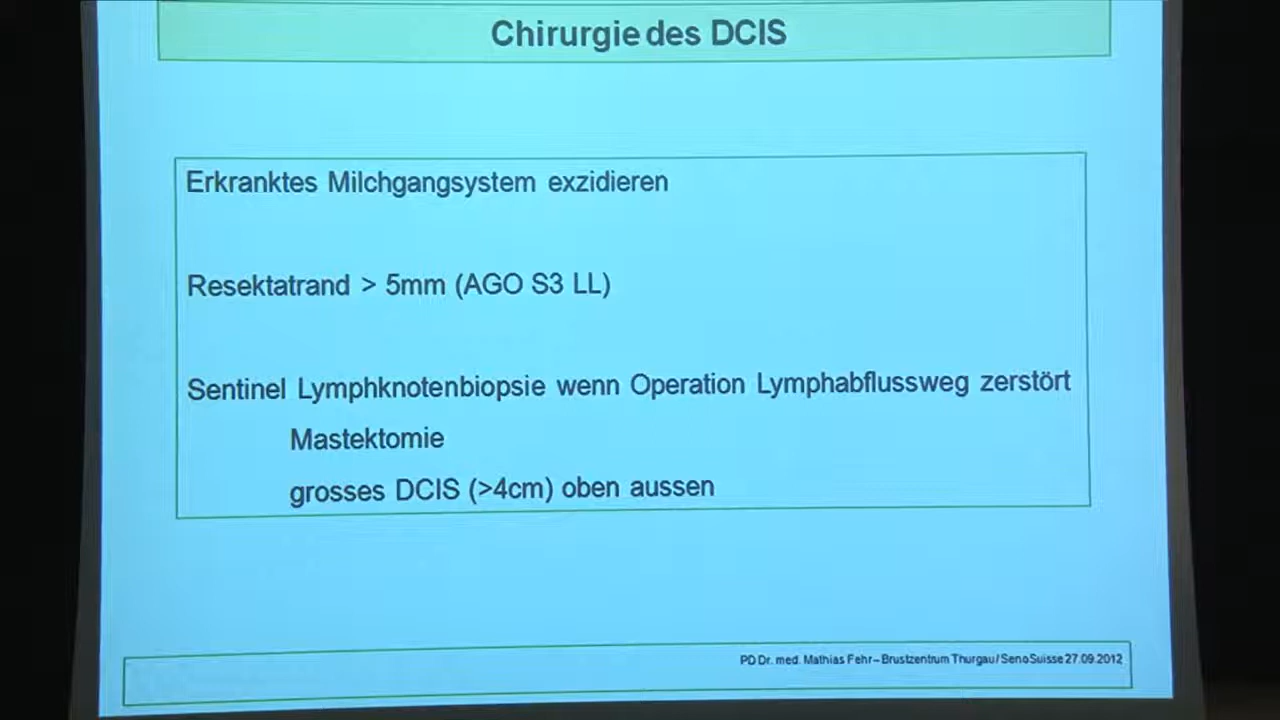 Chirurgie des DCIS
Erkranktes Milchgangsystem exzidieren
Resektatrand > 5mm (AGO S3 LL)
Sentinel Lymphknotenbiopsie wenn Operation Lymphabflussweg zerstört
Mastektomie
grosses DCIS (>4cm) oben aussen
PD Dr. med. Mathias Fehr – Brustzentrum Thurgau / SenoSuisse 27.09.2012